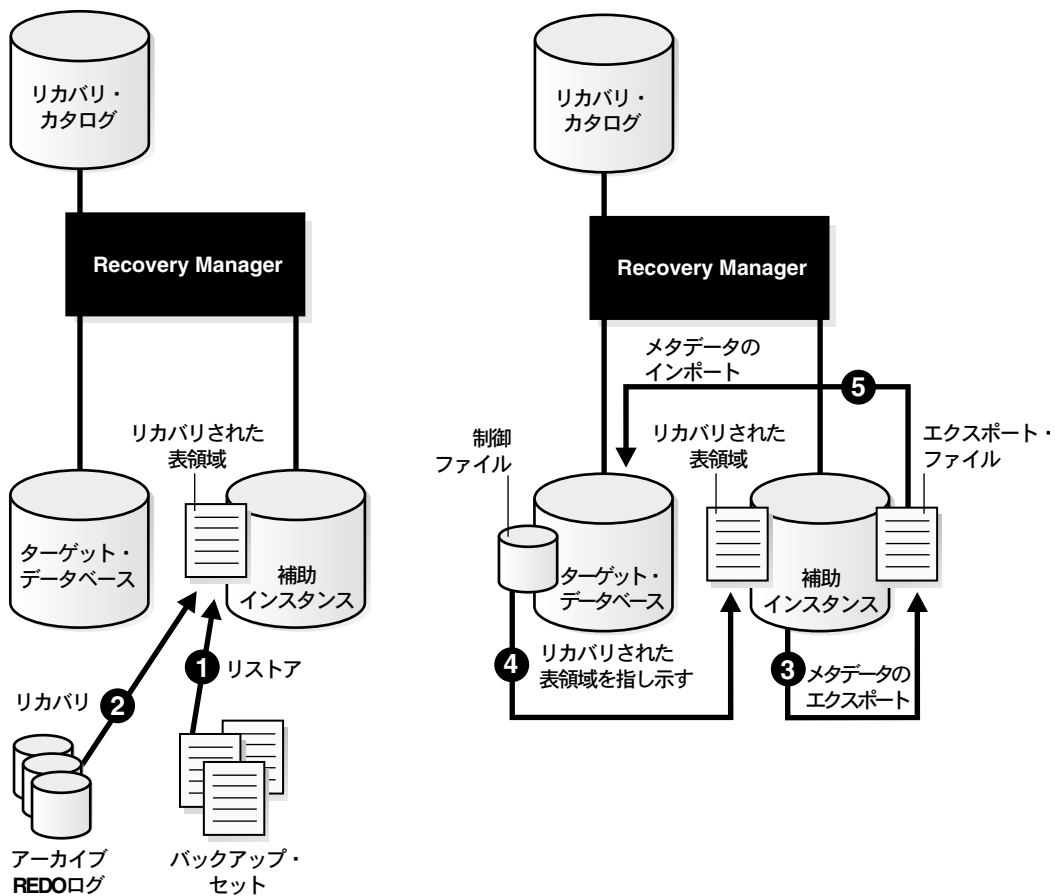 リカバリ・
カタログ
Recovery Manager
リカバリされた
表領域
ターゲット・
データベース
補助
インスタンス
1
リストア
リカバリ
2
アーカイブ
REDOログ
バックアップ・
セット
リカバリ・
カタログ
Recovery Manager
メタデータの
インポート
5
制御
ファイル
リカバリされた
表領域
エクスポート・
ファイル
ターゲット・
データベース
補助
インスタンス
4
リカバリされた
表領域を指し示す
3
メタデータの
エクスポート